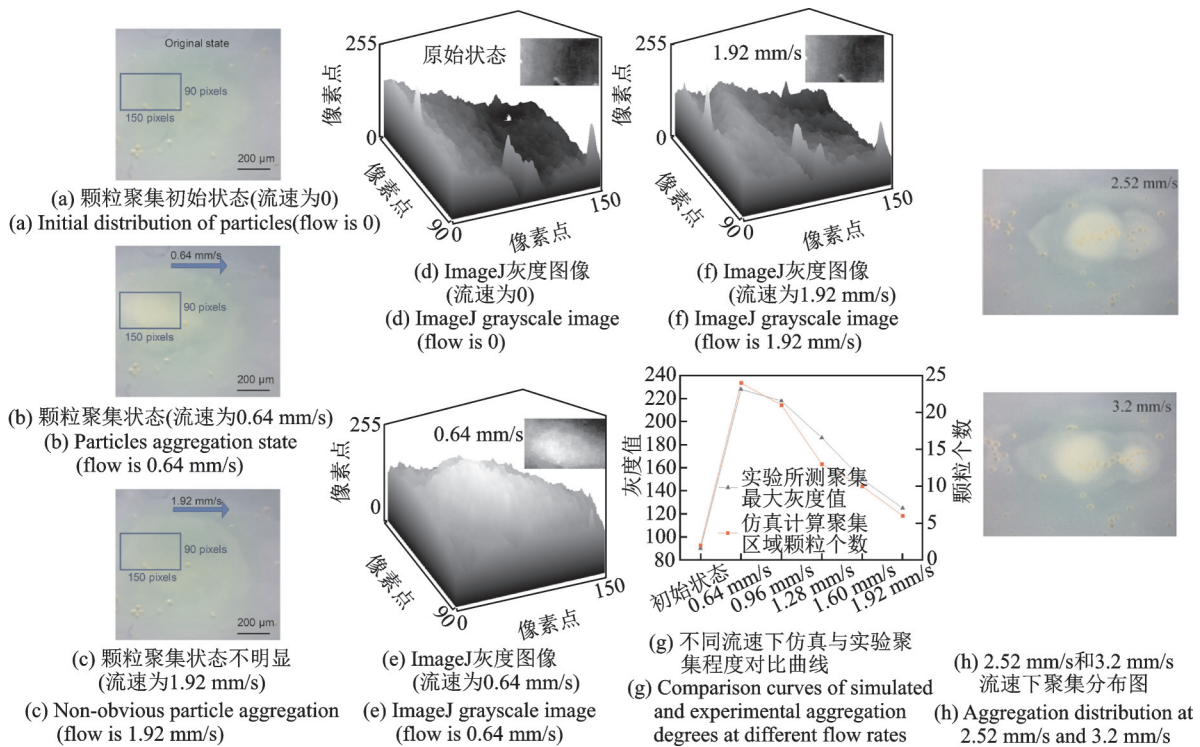 Original state
90 pixels
150 pixels
200 μm
(a) 颗粒聚集初始状态(流速为0)
(a) Initial distribution of particles(flow is 0)
0.64 mm/s
90 pixels
150 pixels
200 μm
(b) 颗粒聚集状态(流速为0.64 mm/s)
(b) Particles aggregation state
(flow is 0.64 mm/s)
1.92 mm/s
90 pixels
150 pixels
200 μm
(c) 颗粒聚集状态不明显
(流速为1.92 mm/s)
(c) Non-obvious particle aggregation
(flow is 1.92 mm/s)
255
原始状态
像素点
0
像素点
90
0
像素点
150
(d) ImageJ灰度图像
(流速为0)
(d) ImageJ grayscale image
(flow is 0)
255
0.64 mm/s
像素点
0
像素点
90
0
像素点
150
(e) ImageJ灰度图像
(流速为0.64 mm/s)
(e) ImageJ grayscale image
(flow is 0.64 mm/s)
255
1.92 mm/s
像素点
0
像素点
90
0
像素点
150
(f) ImageJ灰度图像
(流速为1.92 mm/s)
(f) ImageJ grayscale image
(flow is 1.92 mm/s)
240
220
200
180
160
140
120
100
80
灰度值
25
20
15
10
5
0
颗粒个数
实验所测聚集
最大灰度值
仿真计算聚集
区域颗粒个数
初始状态
0.64 mm/s
0.96 mm/s
1.28 mm/s
1.60 mm/s
1.92 mm/s
(g) 不同流速下仿真与实验聚
集程度对比曲线
(g) Comparison curves of simulated
and experimental aggregation
degrees at different flow rates
2.52 mm/s
3.2 mm/s
(h) 2.52 mm/s和3.2 mm/s
流速下聚集分布图
(h) Aggregation distribution at
2.52 mm/s and 3.2 mm/s